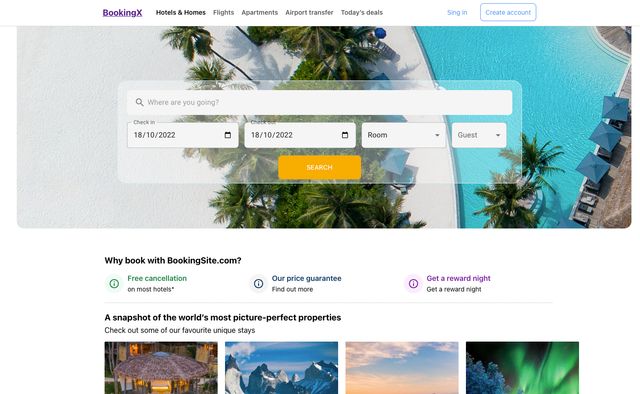 BookingX Hotels & Homes Flights Apartments Airport transfer Today's deals Sing in Create account
Where are you going?
Check in Check out
18/10/2022 18/10/2022 Room Guest
SEARCH
Why book with BookingSite.com?
Free cancellation Our price guarantee Get a reward night
on most hotels* Find out more Get a reward night
A snapshot of the world's most picture-perfect properties
Check out some of our favourite unique stays